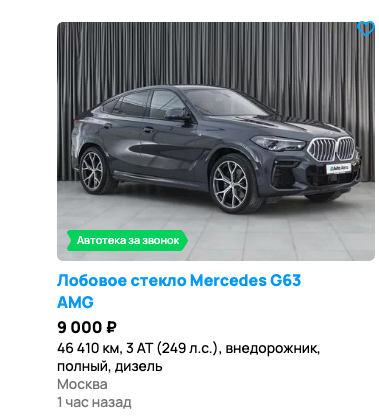 Автотека за звонок
Лобовое стекло Mercedes G63
AMG
9 000 ₽
46 410 км, 3 AT (249 л.с.), внедорожник,
полный, дизель
Москва
1 час назад